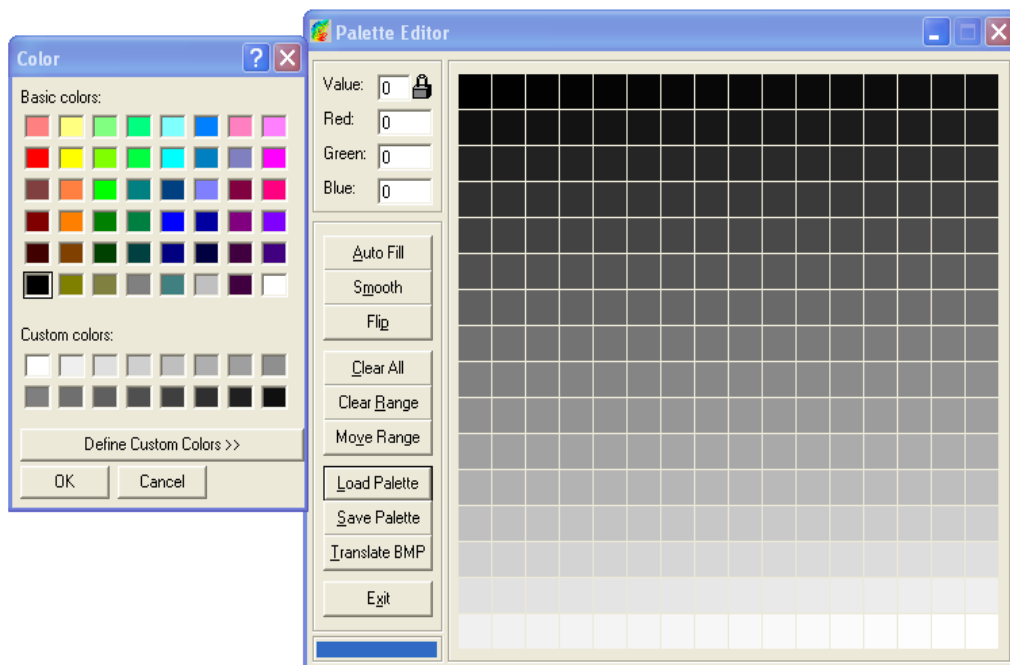 Color
?
Basic colors:
Custom colors:
Define Custom Colors >>
OK
Cancel
Palette Editor
Value: 0
Red: 0
Green: 0
Blue: 0
Auto Fill
Smooth
Flip
Clear All
Clear Range
Move Range
Load Palette
Save Palette
Translate BMP
Exit